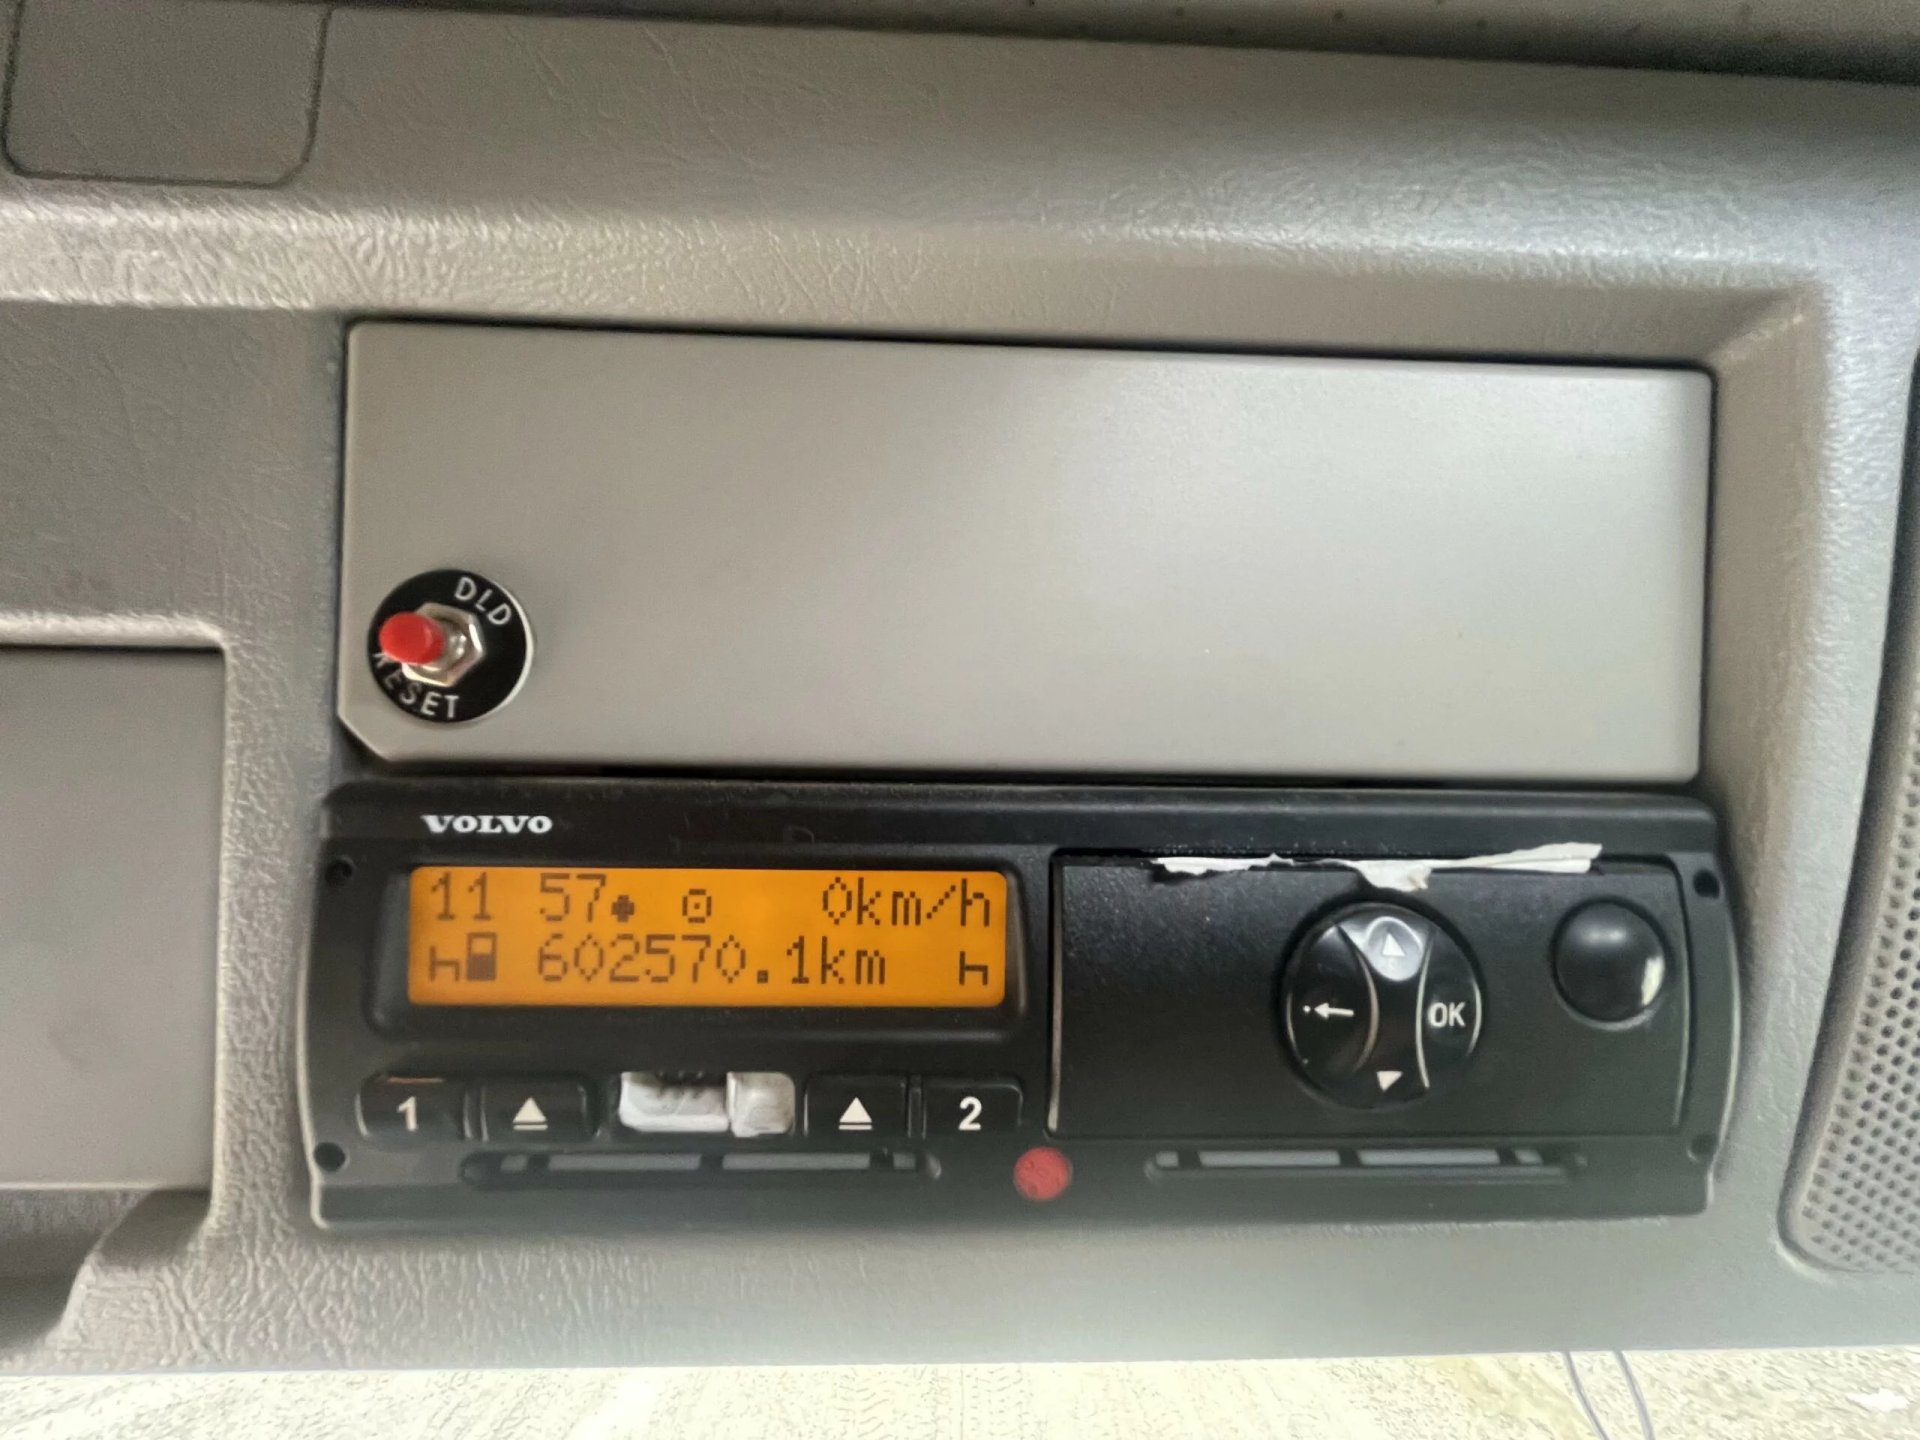 DLD
RESET
VOLVO
11 57 0km/h
602570.1km
1
2
OK